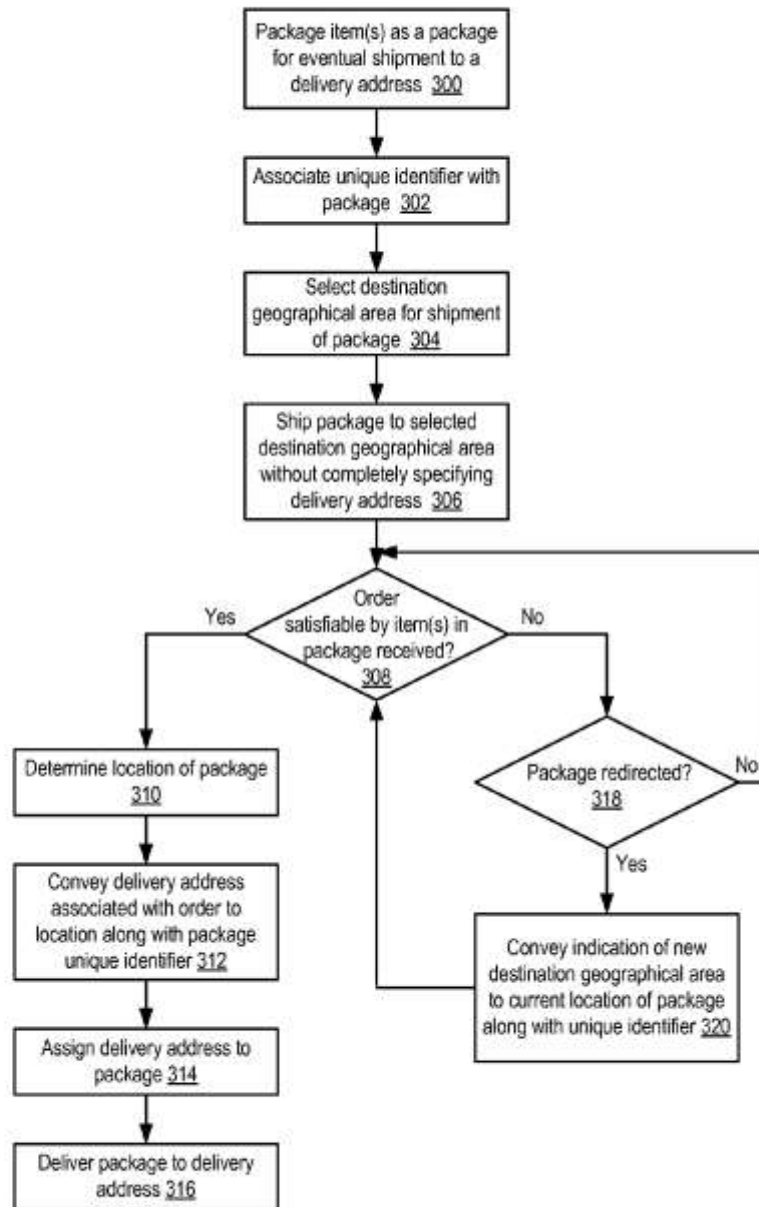 Package item(s) as a package
for eventual shipment to a
delivery address 300
Associate unique identifier with
package 302
Select destination
geographical area for shipment
of package 304
Ship package to selected
destination geographical area
without completely specifying
delivery address 306
Order
satisfiable by item(s) in
package received?
308
Yes
No
Determine location of package
310
Package redirected?
318
No
Yes
Convey delivery address
associated with order to
location along with package
unique identifier 312
Convey indication of new
destination geographical area
to current location of package
along with unique identifier 320
Assign delivery address to
package 314
Deliver package to delivery
address 316